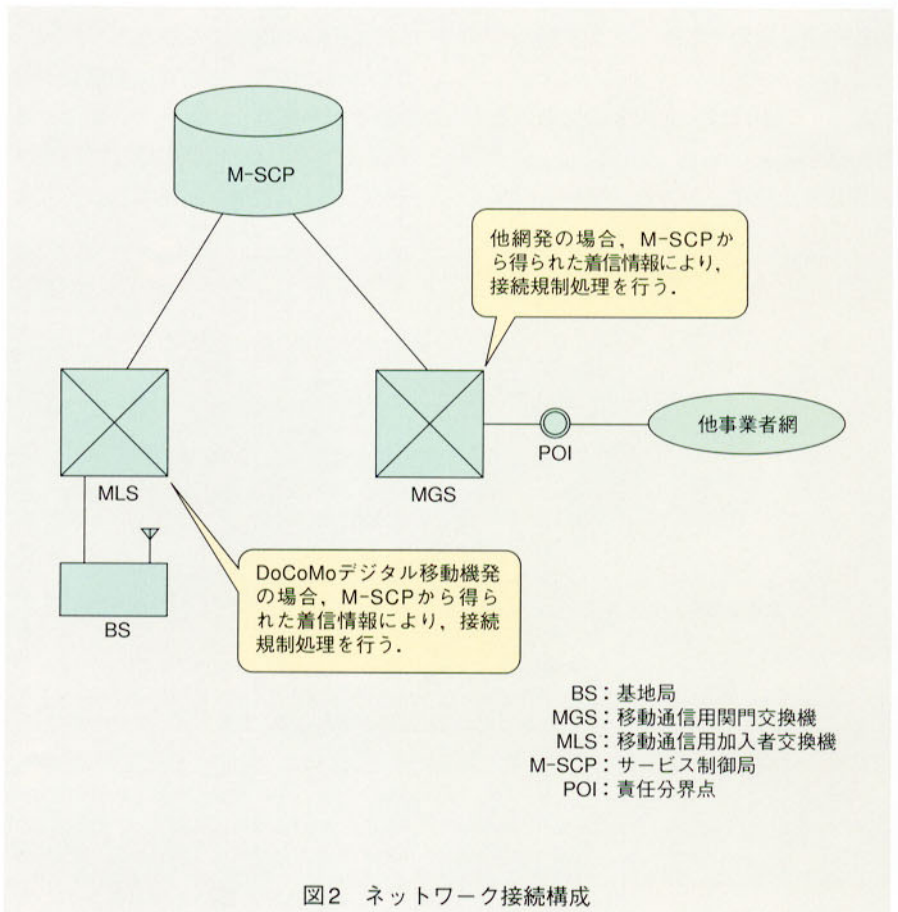 M-SCP
他網発の場合，M-SCPか
ら得られた着信情報により，
接続規制処理を行う．
他事業者網
POI
MLS
MGS
DoCoMoデジタル移動機発
の場合，M-SCPから得ら
れた着信情報により，接続
規制処理を行う．
BS
BS：基地局
MGS：移動通信用関門交換機
MLS：移動通信用加入者交換機
M-SCP：サービス制御局
POI：責任分界点
図2　ネットワーク接続構成